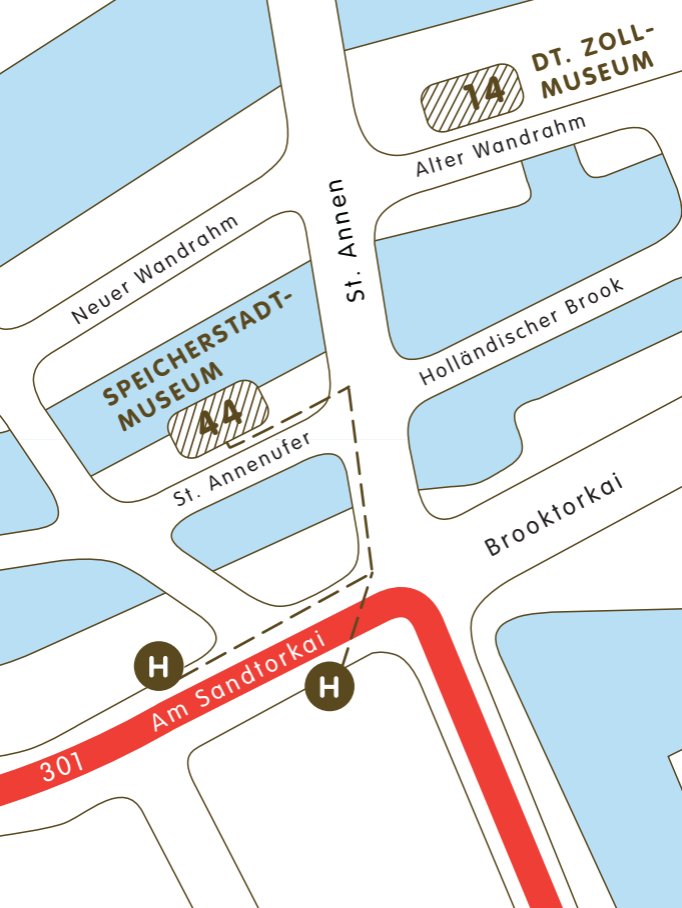 DT. ZOLL-
MUSEUM
14
Alter Wandrahm
St. Annen
Neuer Wandrahm
Holländischer Brook
SPEICHERSTADT-
MUSEUM
44
St. Annenufer
Brooktorkai
H
H
Am Sandtorkai
301